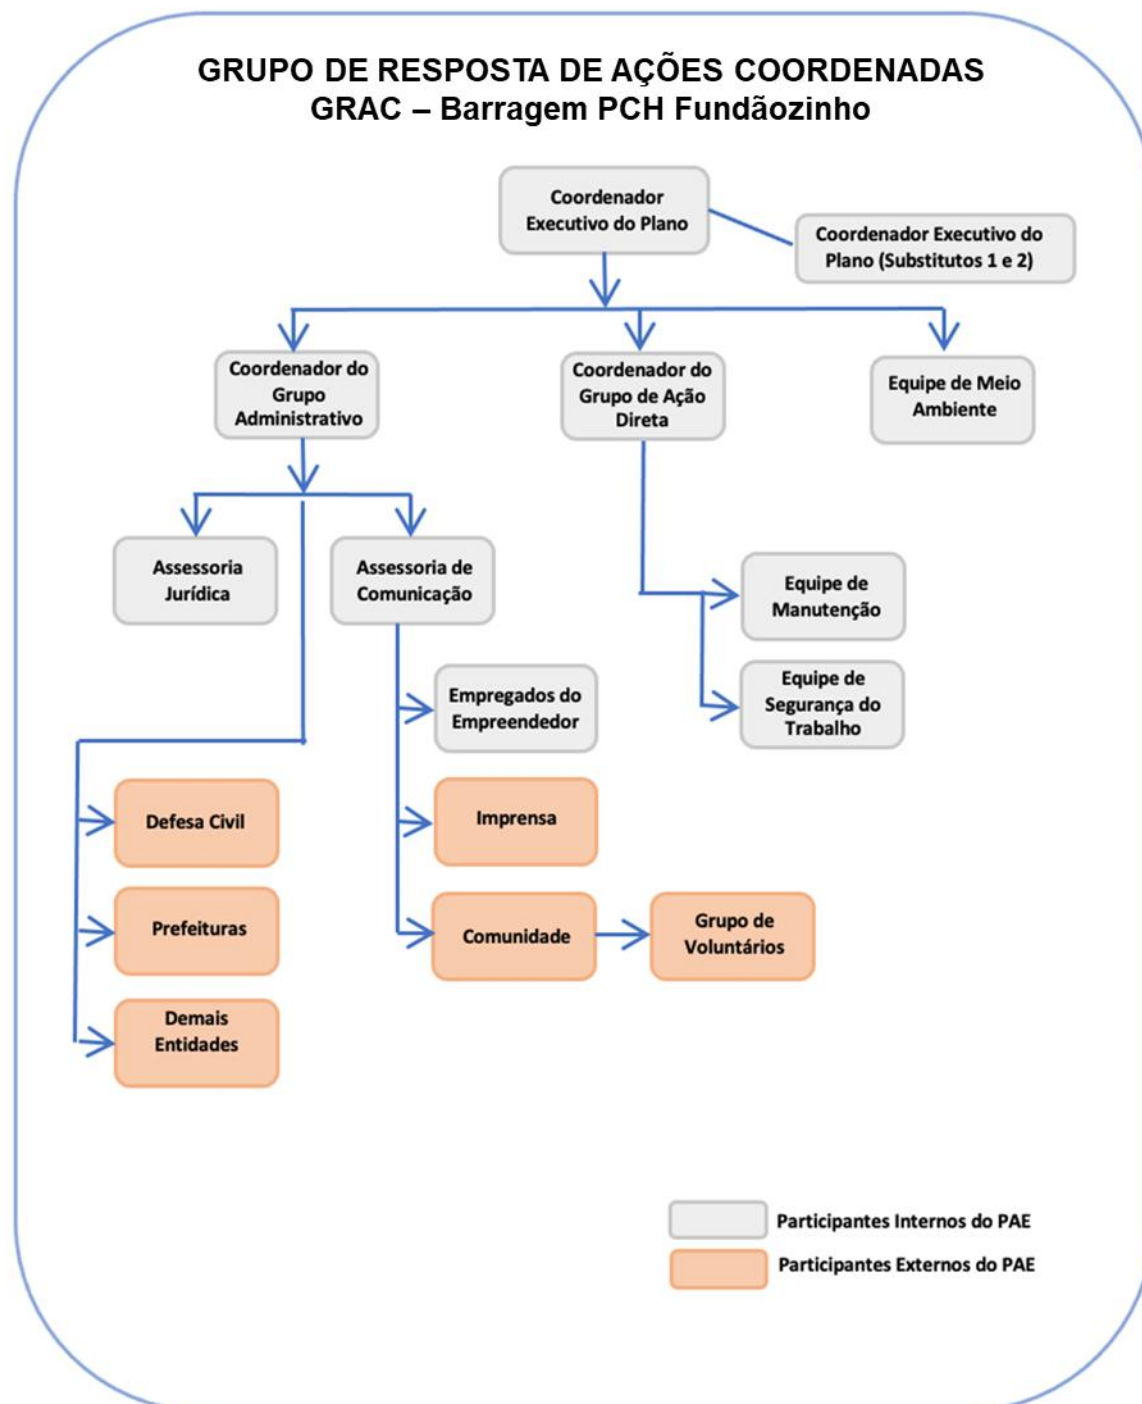 GRUPO DE RESPOSTA DE AÇÕES COORDENADAS
GRAC – Barragem PCH Fundãozinho
Coordenador
Executivo do Plano
Coordenador Executivo do
Plano (Substitutos 1 e 2)
Coordenador do
Grupo
Administrativo
Coordenador do
Grupo de Ação
Direta
Equipe de Meio
Ambiente
Assessoria
Jurídica
Assessoria de
Comunicação
Equipe de
Manutenção
Equipe de
Segurança do
Trabalho
Empregados do
Empreendedor
Defesa Civil
Imprensa
Prefeituras
Comunidade
Grupo de
Voluntários
Demais
Entidades
Participantes Internos do PAE
Participantes Externos do PAE